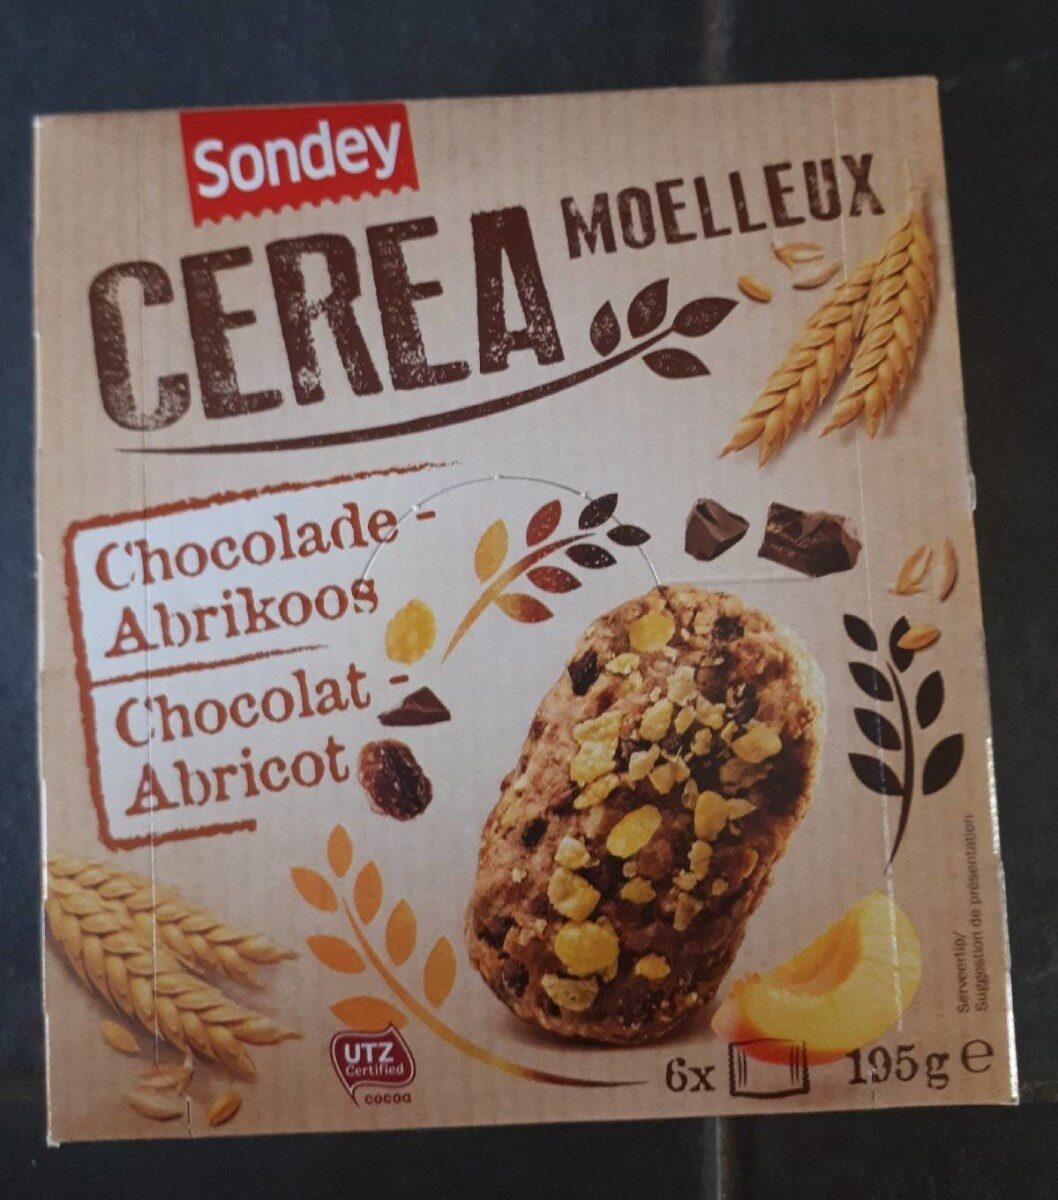 Sondey
CEREA
MOELLEUX
Chocolade -
Abrikoos
Chocolat -
Abricot
Serveertip/
Suggestion de présentation
UTZ
Certified
cocoa
6x
195g e